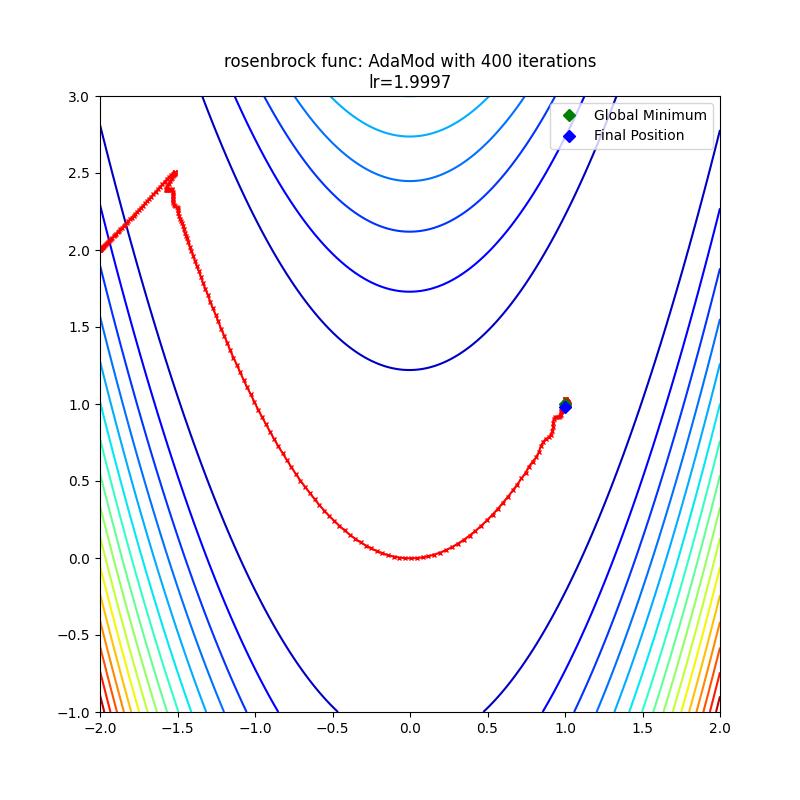 rosenbrock func: AdaMod with 400 iterations
lr=1.9997
Global Minimum
Final Position
3.0
2.5
2.0
1.5
1.0
0.5
0.0
−0.5
−1.0
−2.0 −1.5 −1.0 −0.5 0.0 0.5 1.0 1.5 2.0